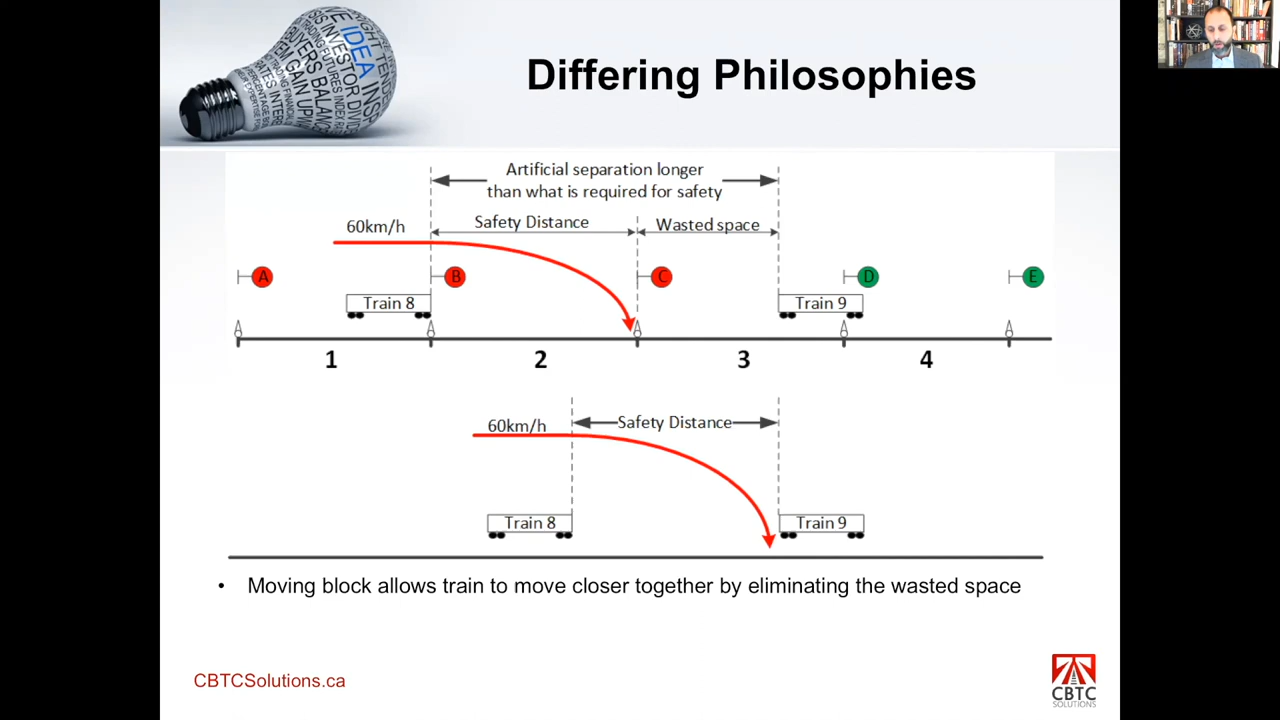 Differing Philosophies
IDEA
Artificial separation longer
than what is required for safety
60km/h
Safety Distance
Wasted space
A
B
C
D
E
Train 8
Train 9
1
2
3
4
60km/h
Safety Distance
Train 8
Train 9
• Moving block allows train to move closer together by eliminating the wasted space
CBTCSolutions.ca
CBTC
SOLUTIONS